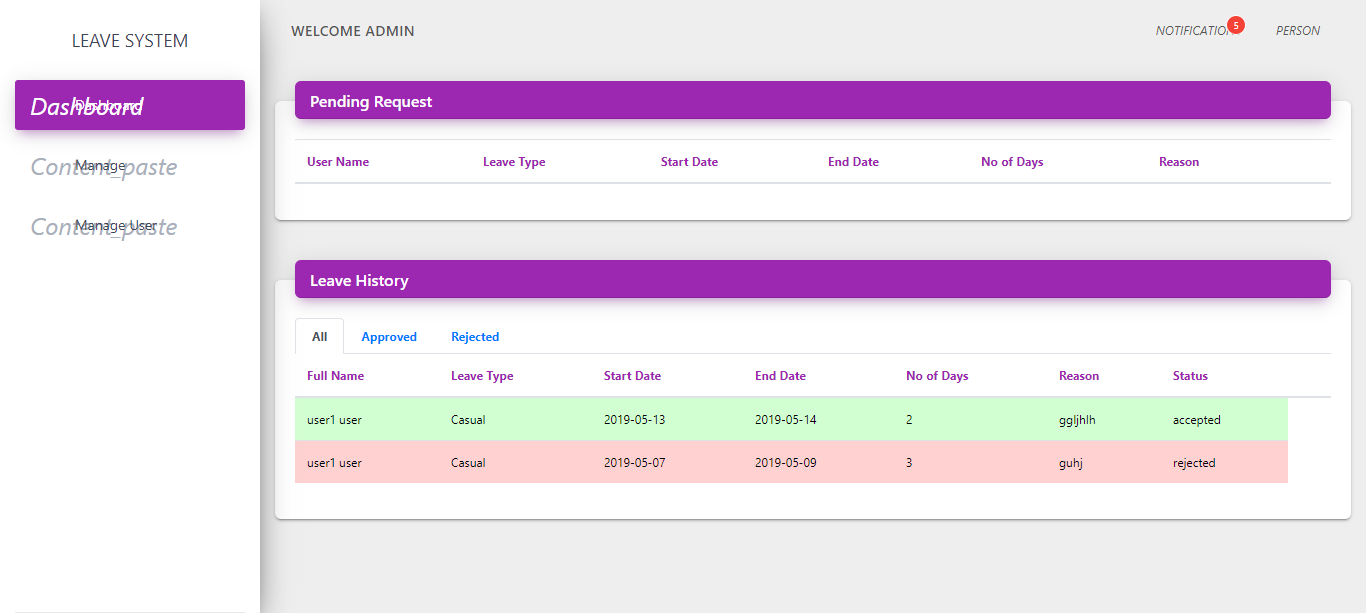 LEAVE SYSTEM
WELCOME ADMIN
NOTIFICATION 5
PERSON
Dashboard
Dashboard
Content_paste
Manage
Content_paste
Manage User
Pending Request
User Name Leave Type Start Date End Date No of Days Reason
Leave History
All Approved Rejected
Full Name Leave Type Start Date End Date No of Days Reason Status
user1 user Casual 2019-05-13 2019-05-14 2 ggljhlh accepted
user1 user Casual 2019-05-07 2019-05-09 3 guhj rejected